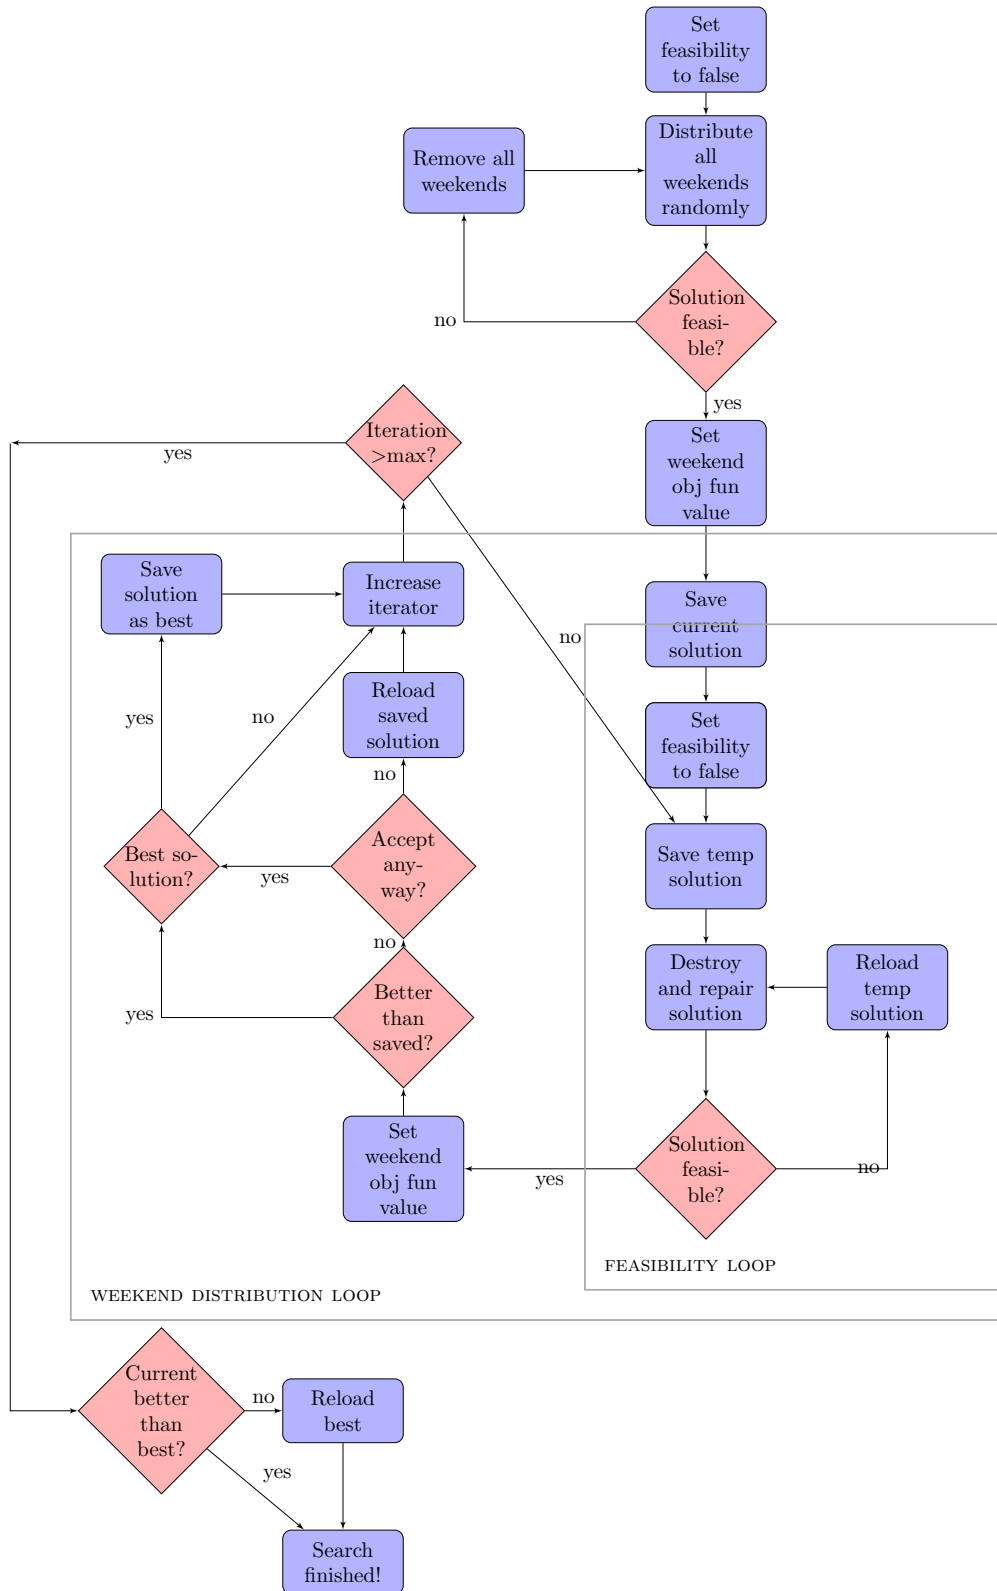 Set
feasibility
to false
Distribute
all
weekends
randomly
Remove all
weekends
Solution
feasi-
ble?
no
yes
Set
weekend
obj fun
value
Iteration
>max?
yes
no
Save
solution
as best
Increase
iterator
Save
current
solution
Reload
saved
solution
Set
feasibility
to false
yes
no
no
Best so-
lution?
Accept
any-
way?
yes
Save temp
solution
no
Better
than
saved?
yes
Destroy
and repair
solution
Reload
temp
solution
Set
weekend
obj fun
value
yes
Solution
feasi-
ble?
no
FEASIBILITY LOOP
WEEKEND DISTRIBUTION LOOP
Current
better
than
best?
no
Reload
best
yes
Search
finished!